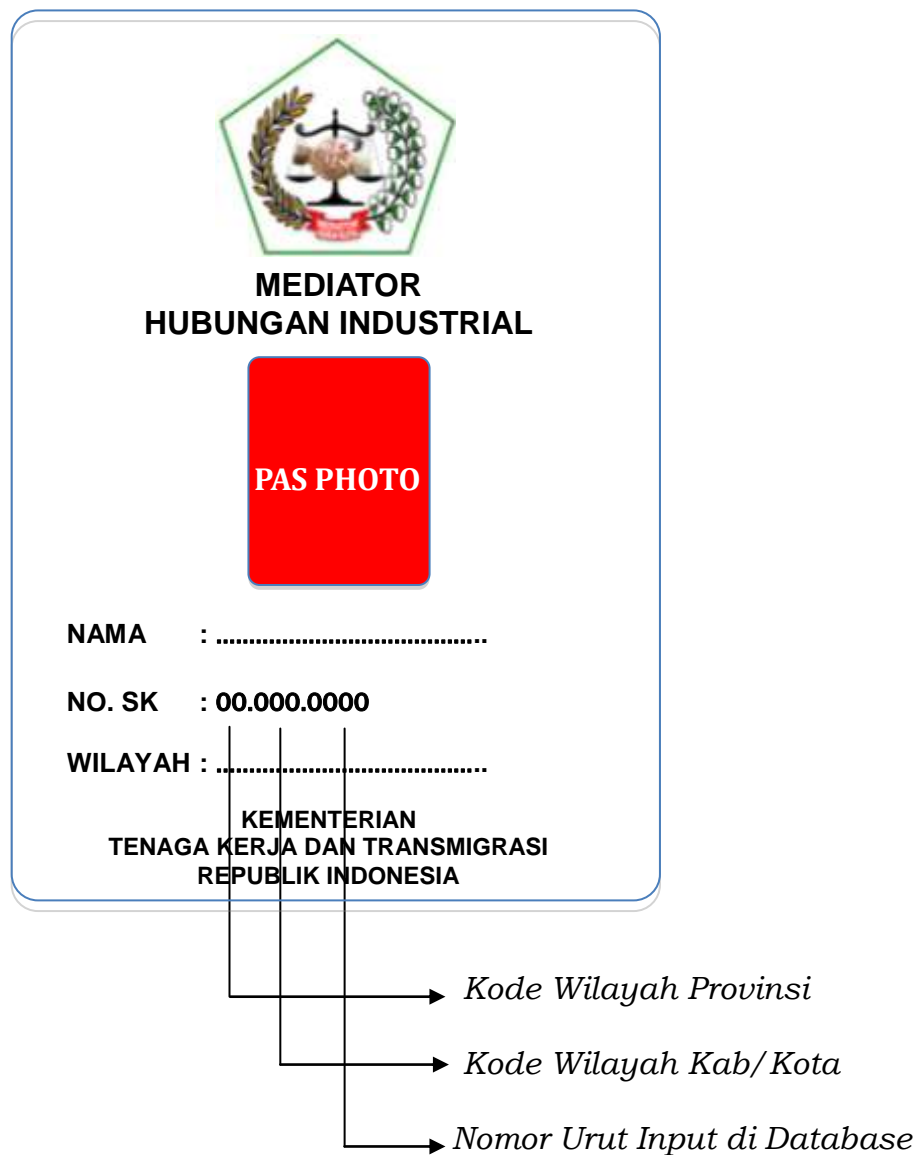 MEDIATOR
HUBUNGAN INDUSTRIAL
PAS PHOTO
NAMA : ..........................................
NO. SK : 00.000.0000
WILAYAH : ..........................................
KEMENTERIAN
TENAGA KERJA DAN TRANSMIGRASI
REPUBLIK INDONESIA
Kode Wilayah Provinsi
Kode Wilayah Kab/Kota
Nomor Urut Input di Database